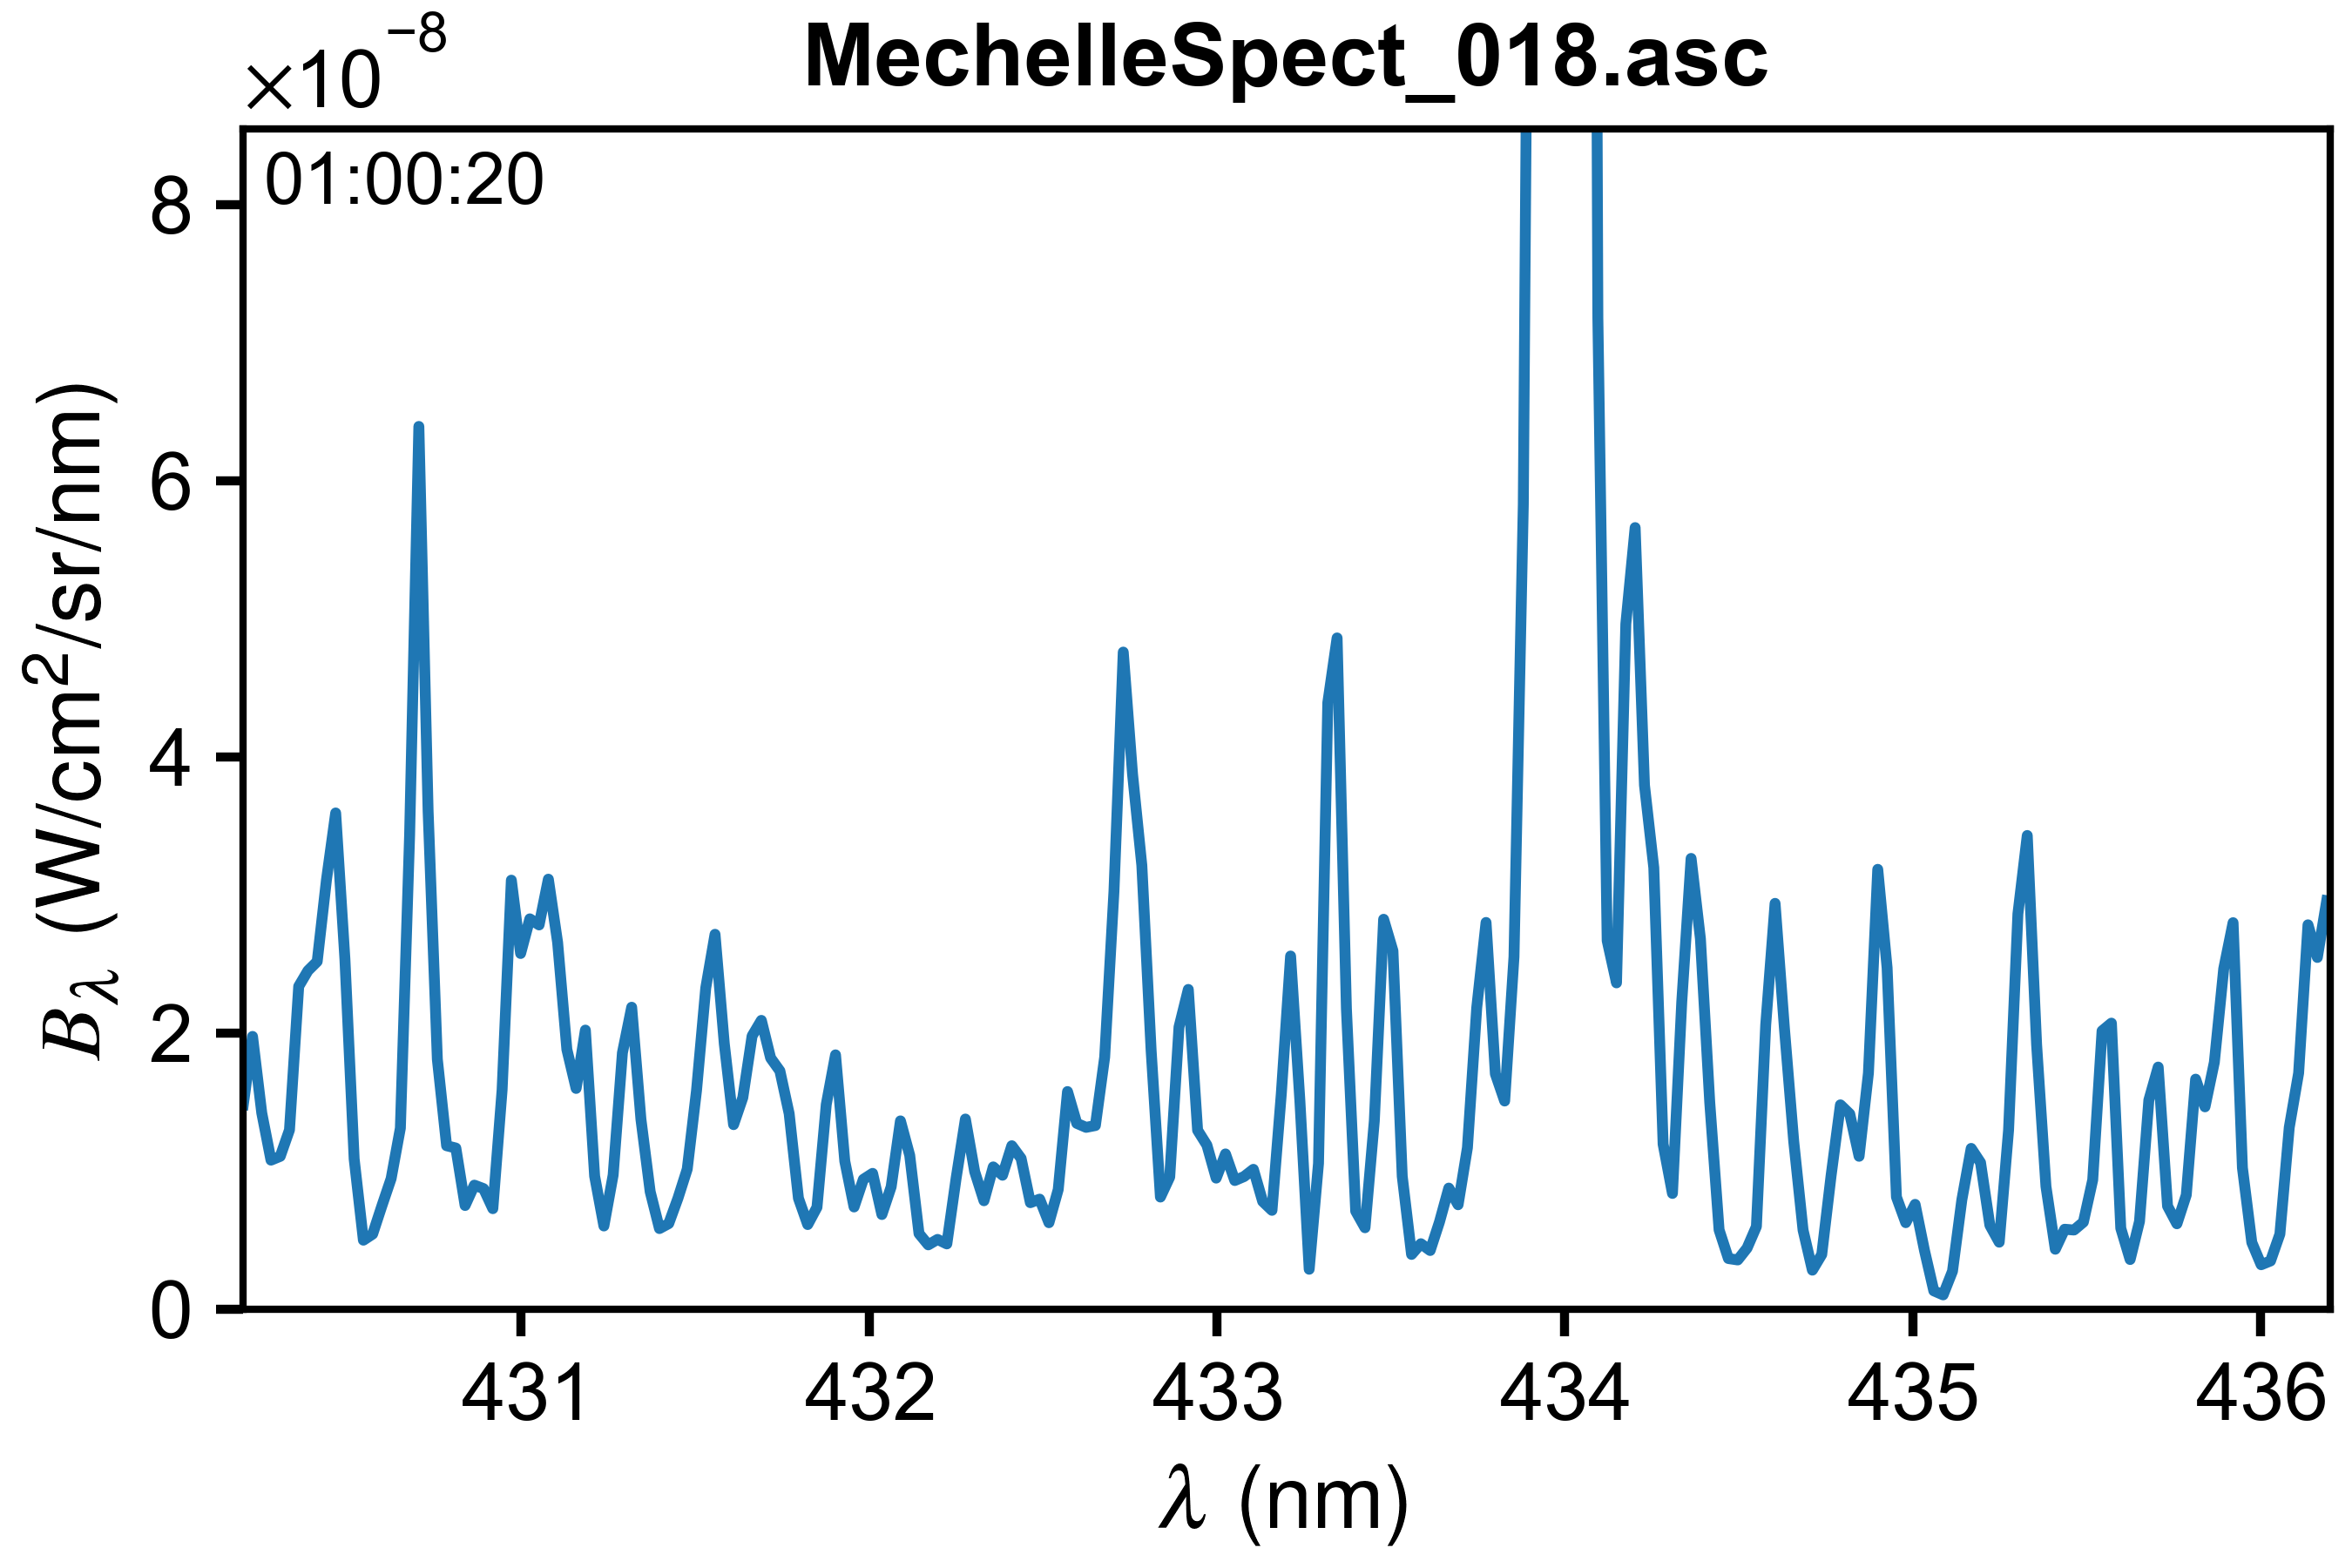 ×10⁻⁸
MechelleSpect_018.asc
01:00:20
8
6
4
2
0
B_λ (W/cm²/sr/nm)
431 432 433 434 435 436
λ (nm)